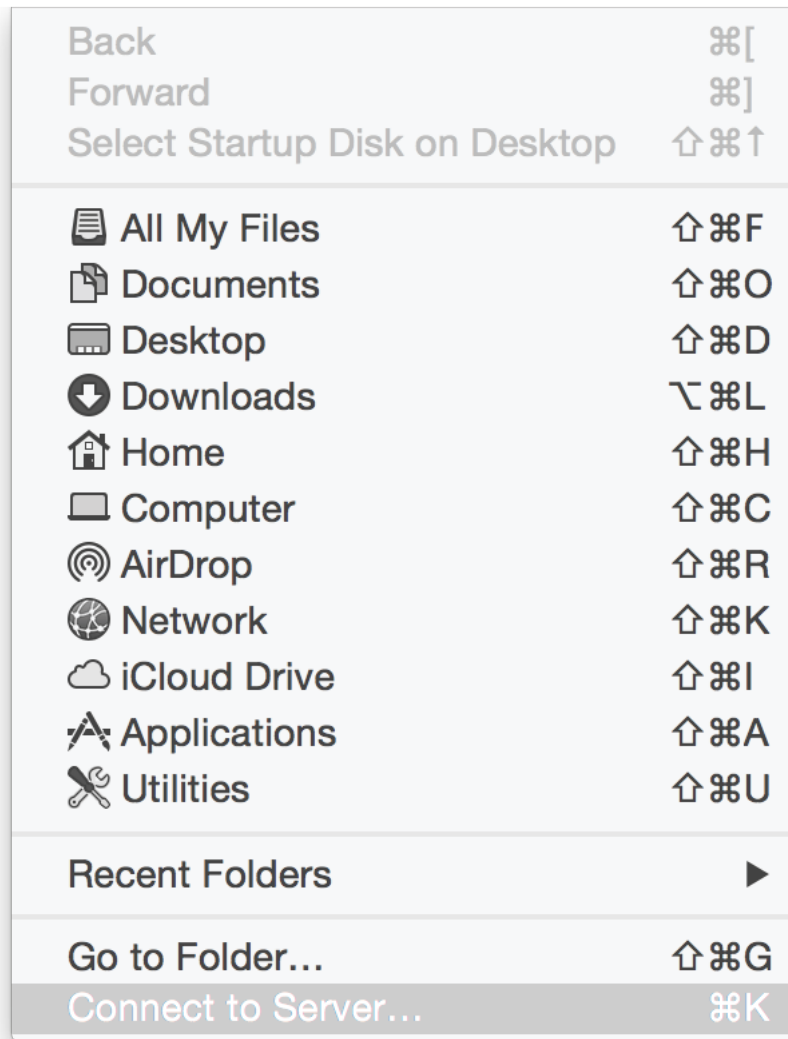 Back ⌘[
Forward ⌘]
Select Startup Disk on Desktop ⇧⌘↑
All My Files ⇧⌘F
Documents ⇧⌘O
Desktop ⇧⌘D
Downloads ⌥⌘L
Home ⇧⌘H
Computer ⇧⌘C
AirDrop ⇧⌘R
Network ⇧⌘K
iCloud Drive ⇧⌘I
Applications ⇧⌘A
Utilities ⇧⌘U
Recent Folders ▶
Go to Folder… ⇧⌘G
Connect to Server… ⌘K